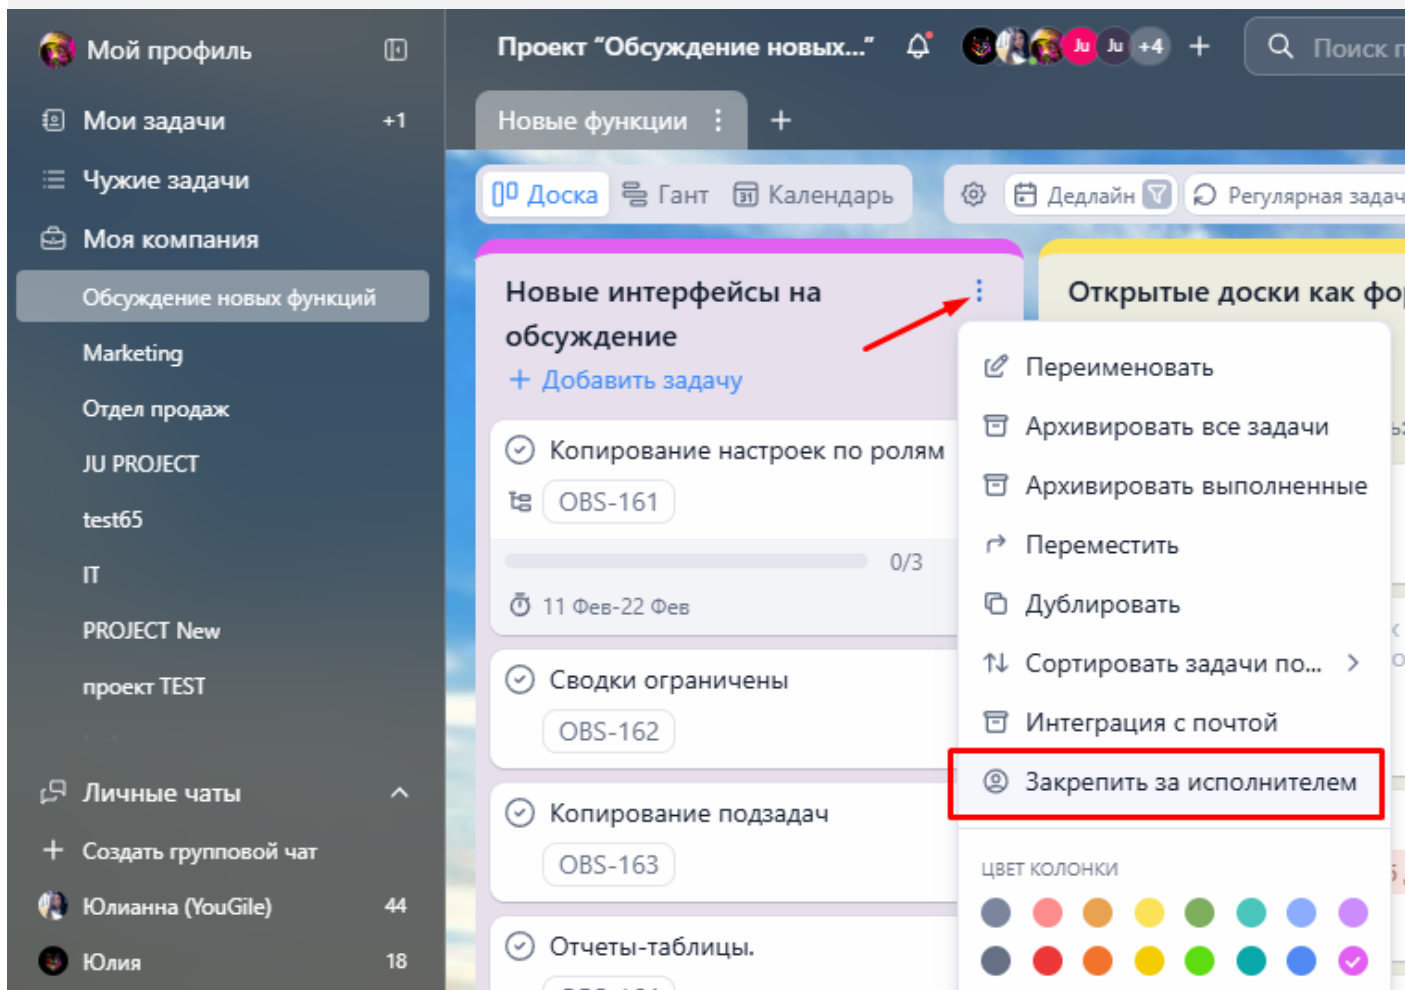 Мой профиль
Мои задачи +1
Чужие задачи
Моя компания
Обсуждение новых функций
Marketing
Отдел продаж
JU PROJECT
test65
IT
PROJECT New
проект TEST
Личные чаты
Создать групповой чат
Юлианна (YouGile) 44
Юлия 18
Проект “Обсуждение новых...” Ju Ju +4 + Поиск
Новые функции +
Доска Гант 31 Календарь Дедлайн Регулярная
Новые интерфейсы на
обсуждение
+ Добавить задачу
Копирование настроек по ролям
OBS-161
0/3
11 Фев-22 Фев
Сводки ограничены
OBS-162
Копирование подзадач
OBS-163
Отчеты-таблицы.
Открытые доски как
Переименовать
Архивировать все задачи
Архивировать выполненные
Переместить
Дублировать
Сортировать задачи по...
Интеграция с почтой
Закрепить за исполнителем
ЦВЕТ КОЛОНКИ